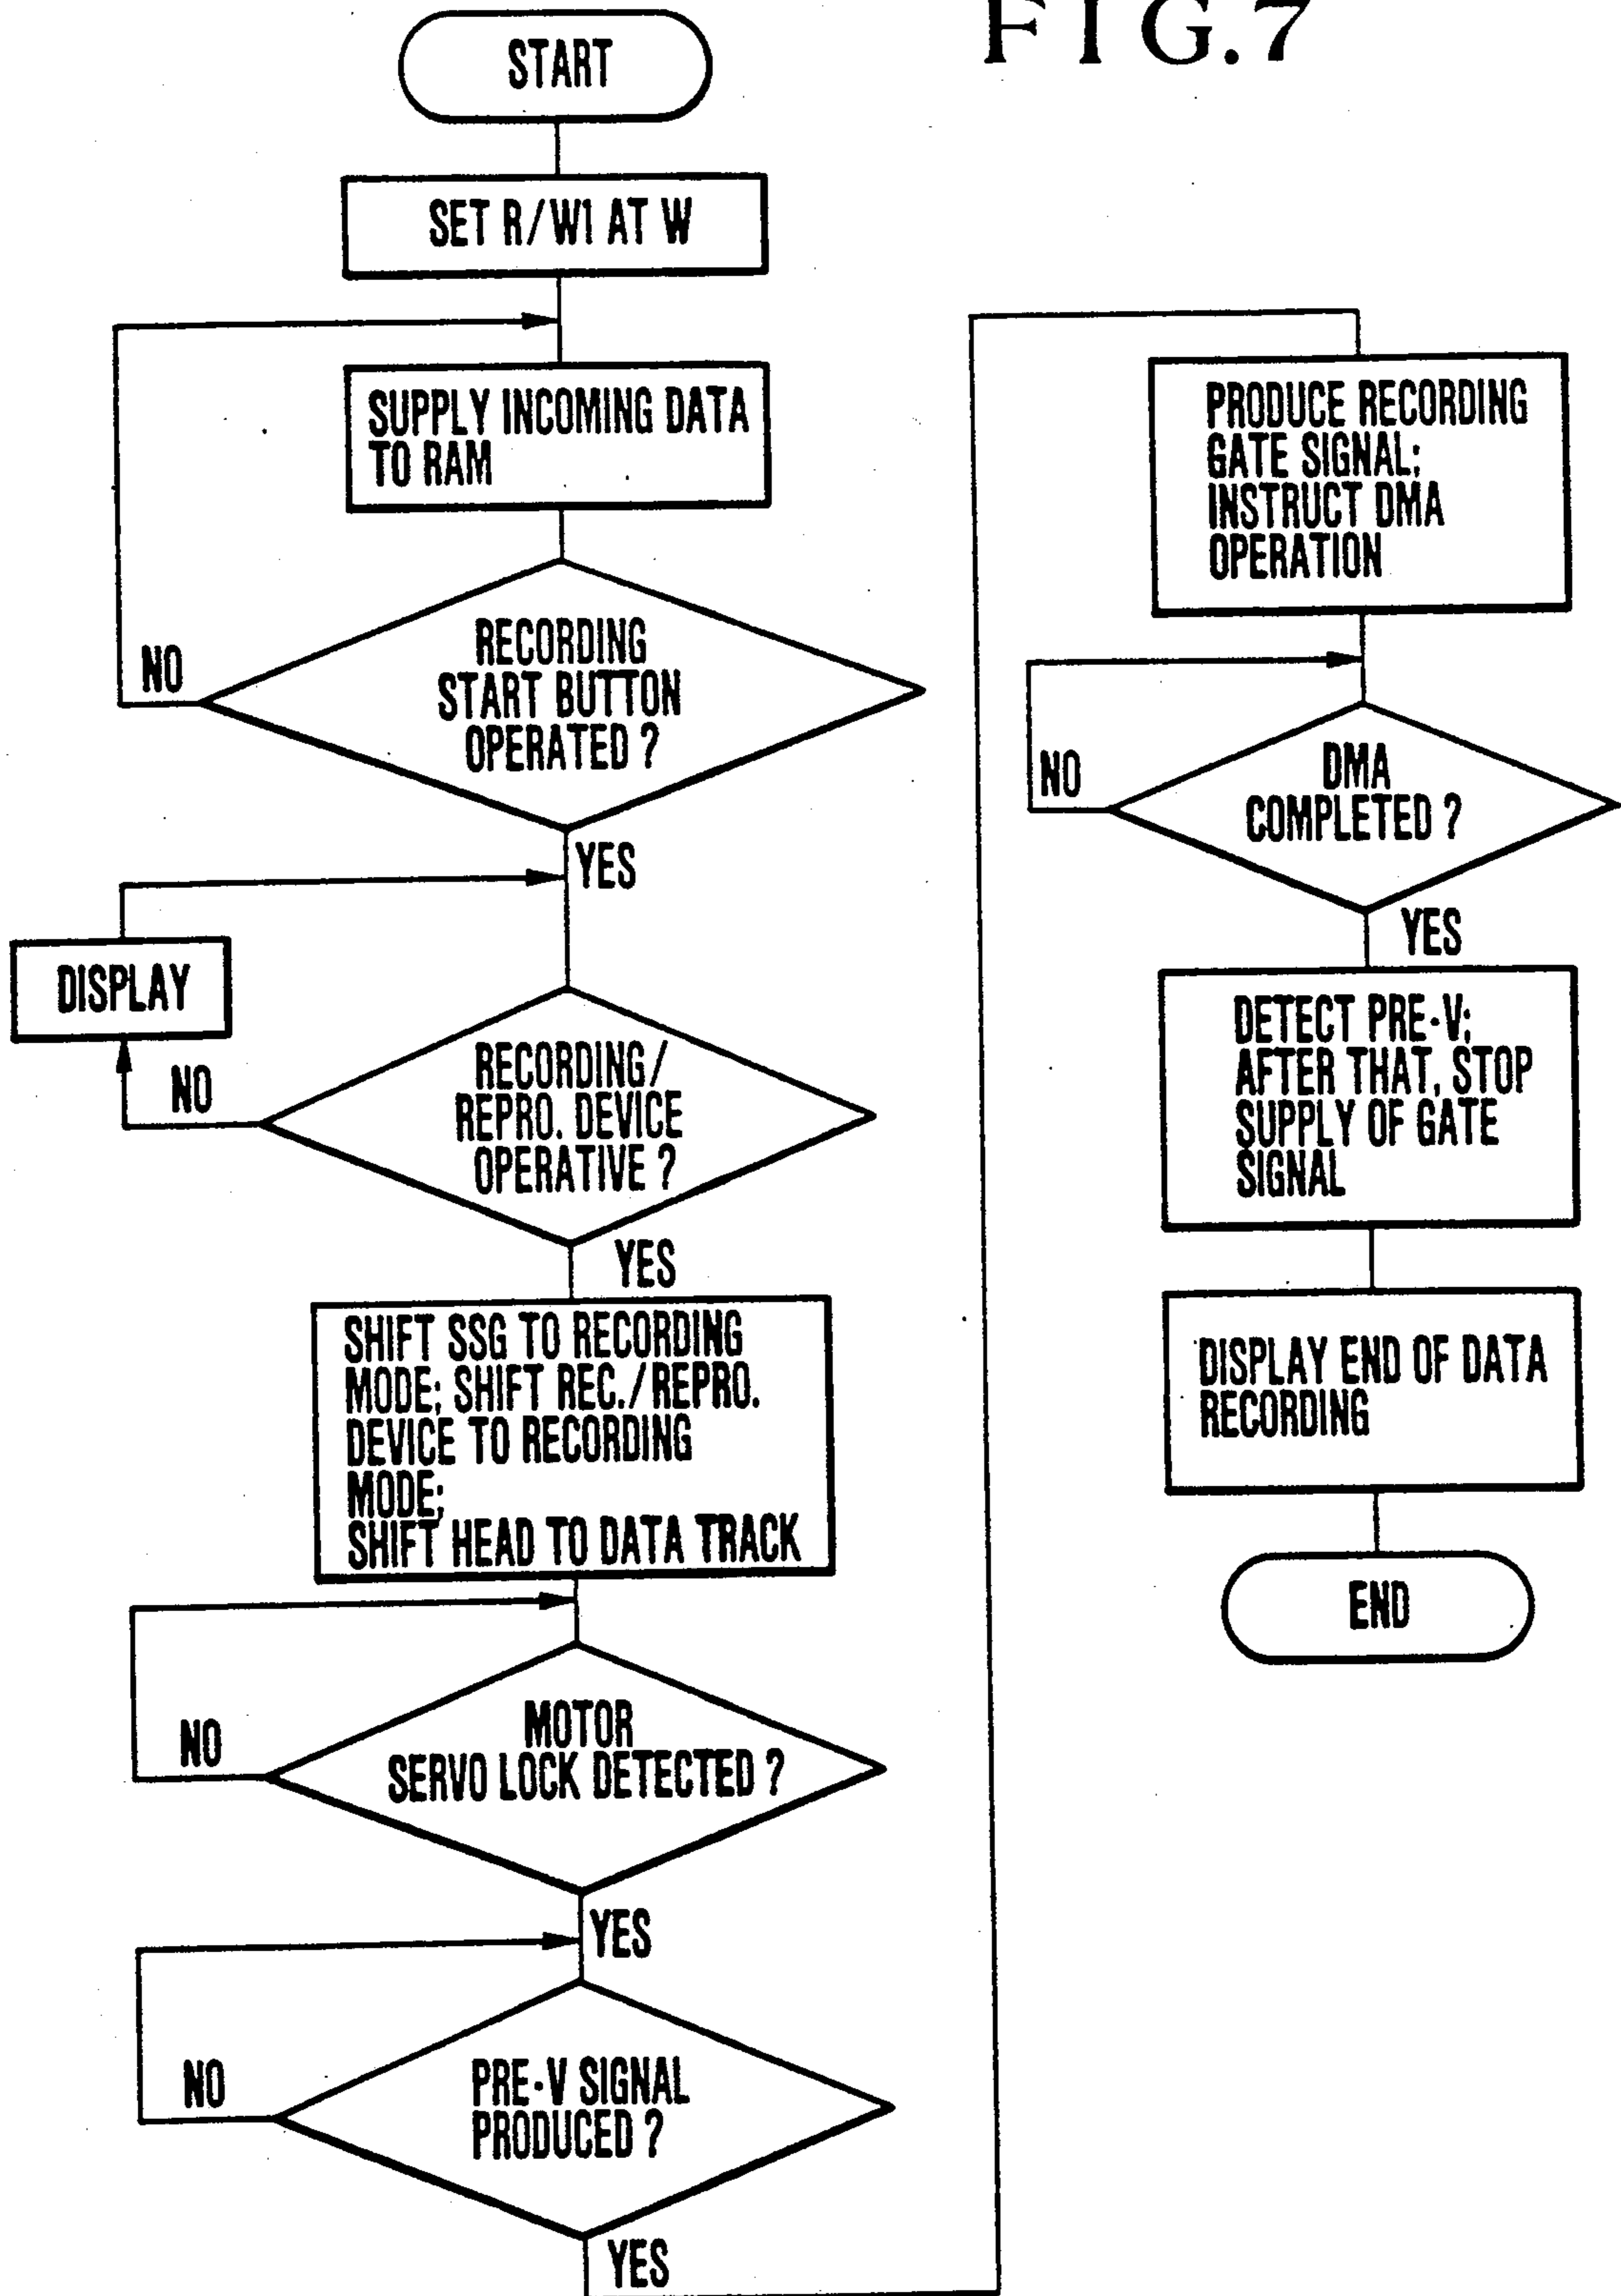 FIG.7
START
SET R/W1 AT W
SUPPLY INCOMING DATA
TO RAM
RECORDING
START BUTTON
OPERATED ?
NO
YES
DISPLAY
RECORDING/
REPRO. DEVICE
OPERATIVE ?
NO
YES
SHIFT SSG TO RECORDING
MODE; SHIFT REC./REPRO.
DEVICE TO RECORDING
MODE;
SHIFT HEAD TO DATA TRACK
MOTOR
SERVO LOCK DETECTED ?
NO
YES
PRE-V SIGNAL
PRODUCED ?
NO
YES
PRODUCE RECORDING
GATE SIGNAL;
INSTRUCT DMA
OPERATION
DMA
COMPLETED ?
NO
YES
DETECT PRE-V;
AFTER THAT, STOP
SUPPLY OF GATE
SIGNAL
DISPLAY END OF DATA
RECORDING
END